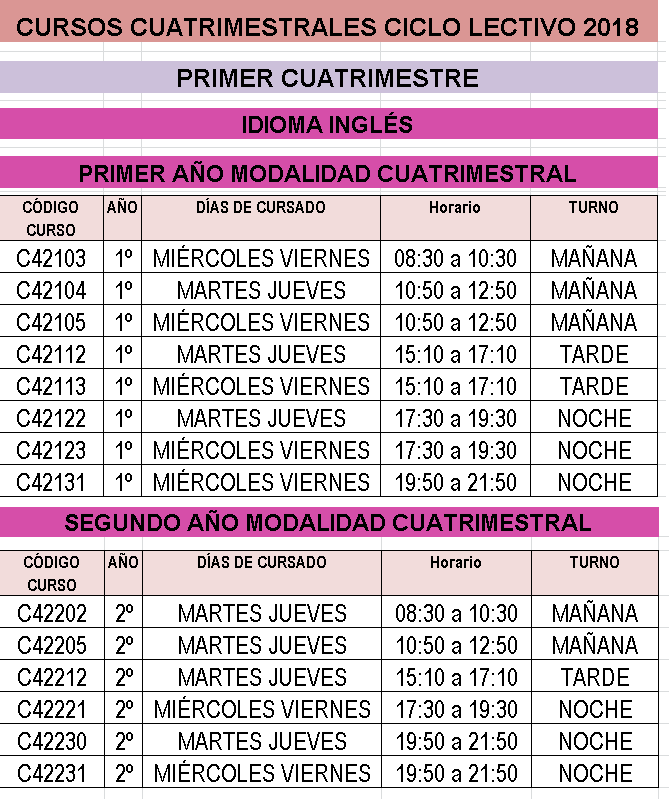 CURSOS CUATRIMESTRALES CICLO LECTIVO 2018
PRIMER CUATRIMESTRE
IDIOMA INGLÉS
PRIMER AÑO MODALIDAD CUATRIMESTRAL
CÓDIGO CURSO AÑO DÍAS DE CURSADO Horario TURNO
C42103 1º MIÉRCOLES VIERNES 08:30 a 10:30 MAÑANA
C42104 1º MARTES JUEVES 10:50 a 12:50 MAÑANA
C42105 1º MIÉRCOLES VIERNES 10:50 a 12:50 MAÑANA
C42112 1º MARTES JUEVES 15:10 a 17:10 TARDE
C42113 1º MIÉRCOLES VIERNES 15:10 a 17:10 TARDE
C42122 1º MARTES JUEVES 17:30 a 19:30 NOCHE
C42123 1º MIÉRCOLES VIERNES 17:30 a 19:30 NOCHE
C42131 1º MIÉRCOLES VIERNES 19:50 a 21:50 NOCHE
SEGUNDO AÑO MODALIDAD CUATRIMESTRAL
CÓDIGO CURSO AÑO DÍAS DE CURSADO Horario TURNO
C42202 2º MARTES JUEVES 08:30 a 10:30 MAÑANA
C42205 2º MARTES JUEVES 10:50 a 12:50 MAÑANA
C42212 2º MARTES JUEVES 15:10 a 17:10 TARDE
C42221 2º MIÉRCOLES VIERNES 17:30 a 19:30 NOCHE
C42230 2º MARTES JUEVES 19:50 a 21:50 NOCHE
C42231 2º MIÉRCOLES VIERNES 19:50 a 21:50 NOCHE